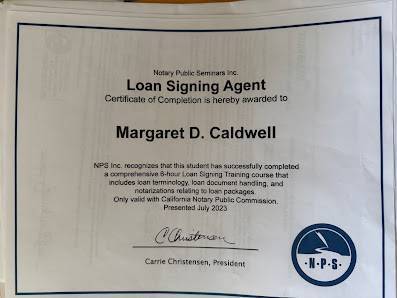 Notary Public Seminars Inc.
Loan Signing Agent
Certificate of Completion is hereby awarded to
Margaret D. Caldwell
NPS Inc. recognizes that this student has successfully completed
a comprehensive 6-hour Loan Signing Training course that
includes loan terminology, loan document handling, and
notarizations relating to loan packages.
Only valid with California Notary Public Commission.
Presented July 2023
C Christensen
Carrie Christensen, President
·N·P·S·